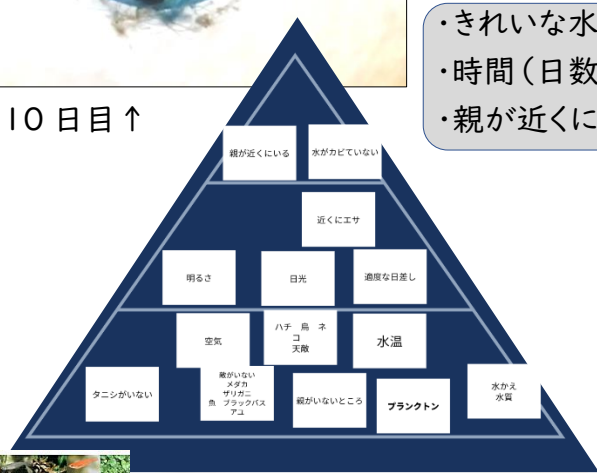 ・きれいな水
・時間(日数
・親が近くに
10日目↑
親が近くにいる
水がカビていない
近くにエサ
明るさ
日光
適度な日差し
空気
ハチ 鳥 ネ
コ
天敵
水温
タニシがいない
敵がいない
メダカ
ザリガニ
魚 ブラックバス
アユ
親がいないところ
プランクトン
水かえ
水質